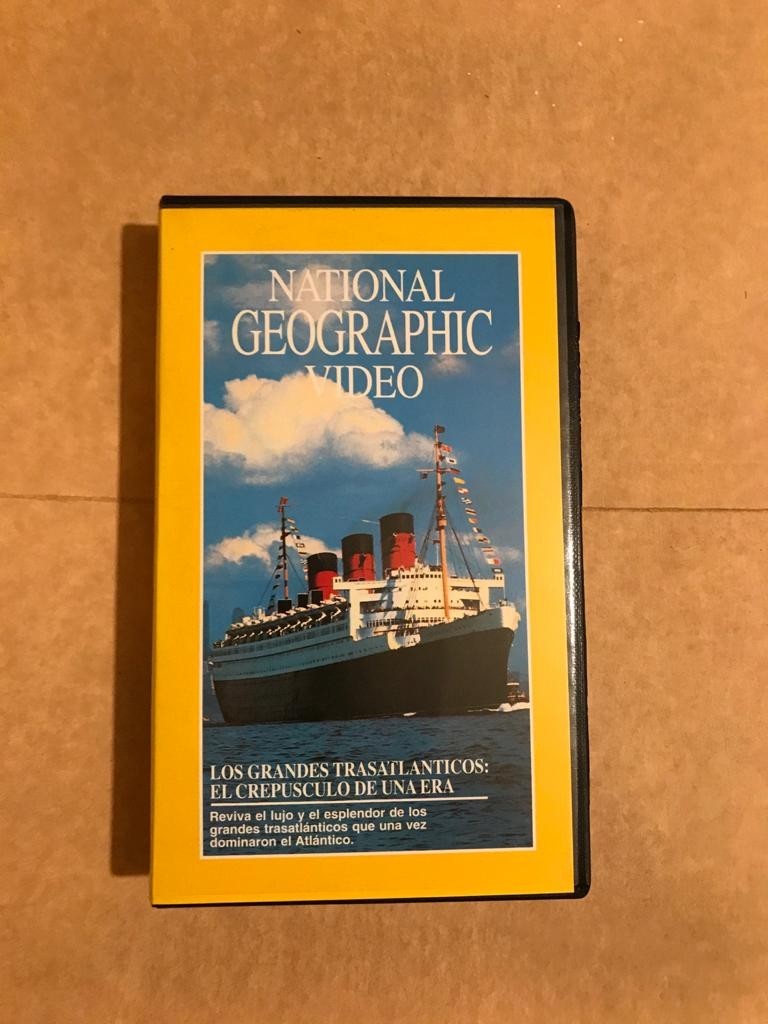 NATIONAL
GEOGRAPHIC
VIDEO
LOS GRANDES TRASATLANTICOS:
EL CREPUSCULO DE UNA ERA
Reviva el lujo y el esplendor de los
grandes trasatlánticos que una vez
dominaron el Atlántico.